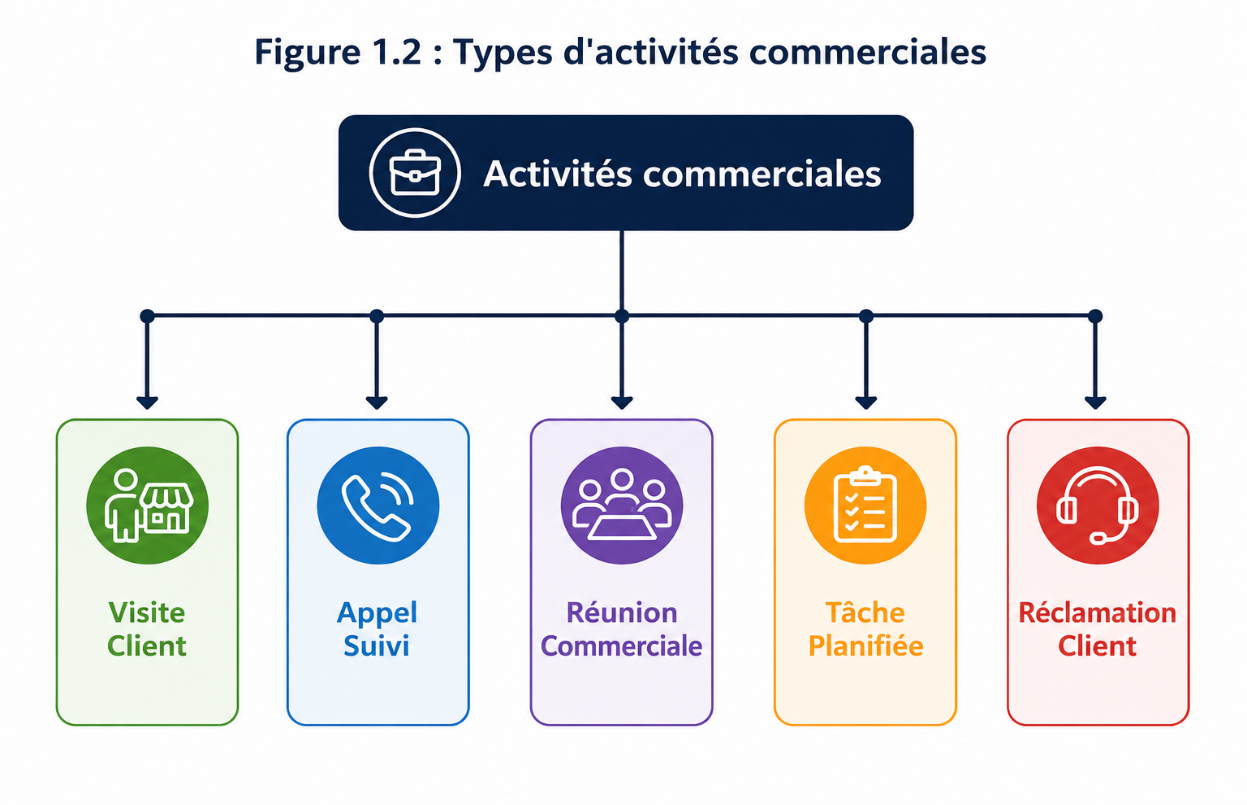 Figure 1.2 : Types d'activités commerciales
Activités commerciales
Visite
Client
Appel
Suivi
Réunion
Commerciale
Tâche
Planifiée
Réclamation
Client